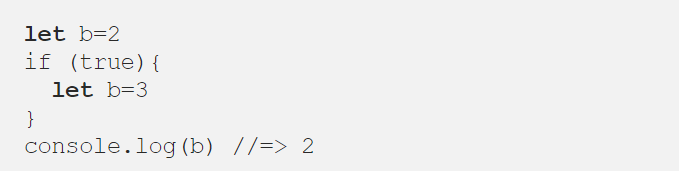 let b=2
if (true){
  let b=3
}
console.log(b) //=> 2